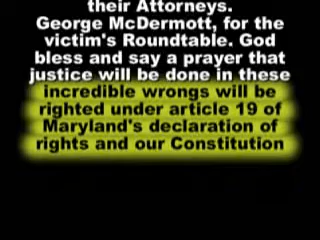 their Attorneys.
George McDermott, for the
victim's Roundtable. God
bless and say a prayer that
justice will be done in these
incredible wrongs will be
righted under article 19 of
Maryland's declaration of
rights and our Constitution